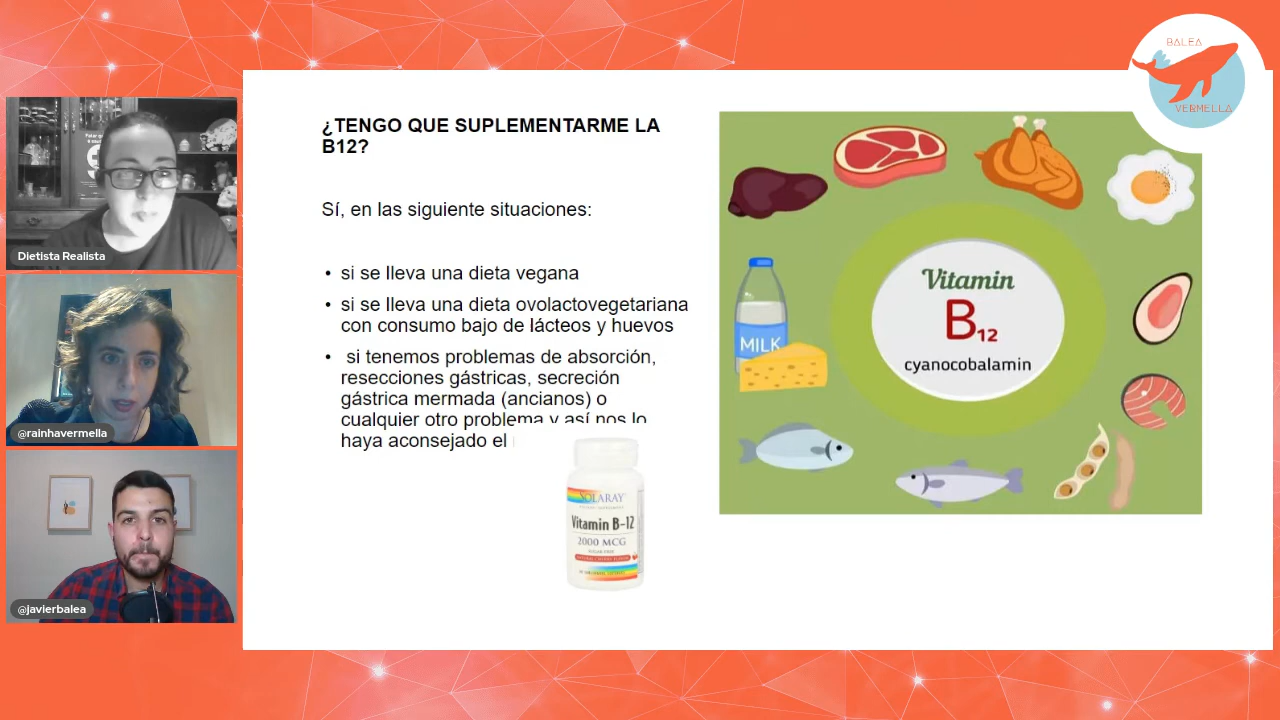 BALEA
VERMELLA
¿TENGO QUE SUPLEMENTARME LA
B12?
Sí, en las siguiente situaciones:
• si se lleva una dieta vegana
• si se lleva una dieta ovolactovegetariana
con consumo bajo de lácteos y huevos
• si tenemos problemas de absorción,
resecciones gástricas, secreción
gástrica mermada (ancianos) o
cualquier otro problema y así nos lo
haya aconsejado el
SOLARAY
Vitamin B-12
2000 MCG
SUGAR FREE
Vitamin
B12
cyanocobalamin
MILK
Dietista Realista
@rainhavermella
@javierbalea